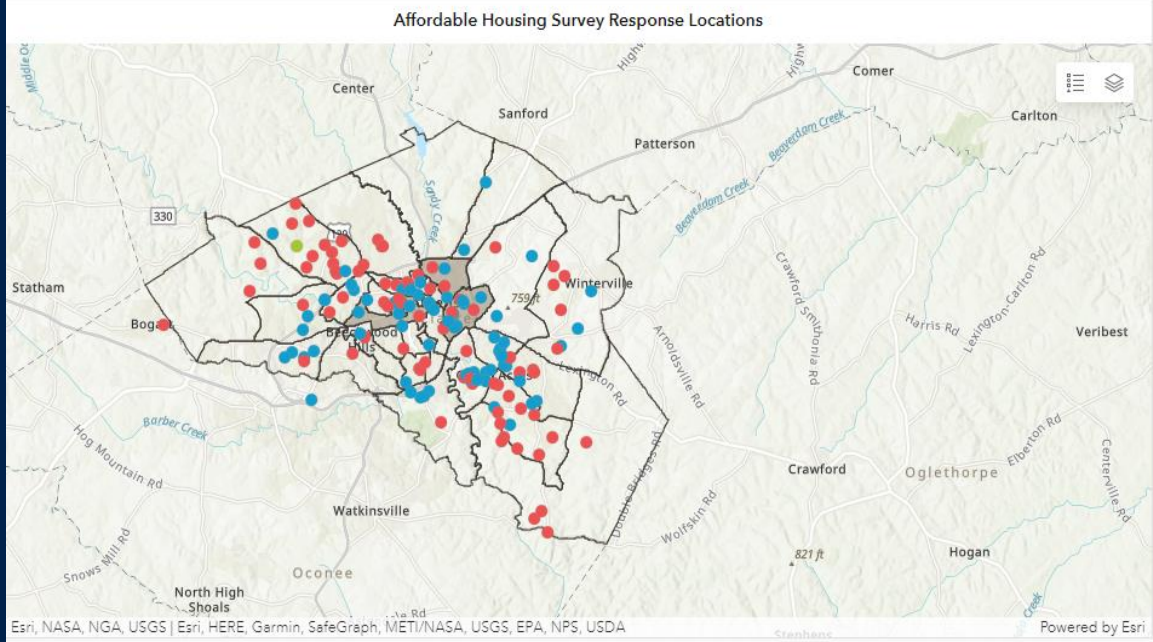 Affordable Housing Survey Response Locations
Center
Sanford
Comer
Carlton
Patterson
Beaverdam Creek
Beaverdam Creek
Sandy Creek
330
Statham
Winterville
759 ft
Hills
Lexington Rd
Arnoldsville Rd
Crawford Smithonia Rd
Harris Rd
Lexington-Carlton Rd
Veribest
Barber Creek
Hog Mountain Rd
Watkinsville
Double Bridges Rd
Wolfskin Rd
Crawford
Oglethorpe
Elberton Rd
Centerville Rd
Snows Mill Rd
Oconee
North High
Shoals
821 ft
Hogan
Creek
Stephens
Esri, NASA, NGA, USGS | Esri, HERE, Garmin, SafeGraph, METI/NASA, USGS, EPA, NPS, USDA
Powered by Esri